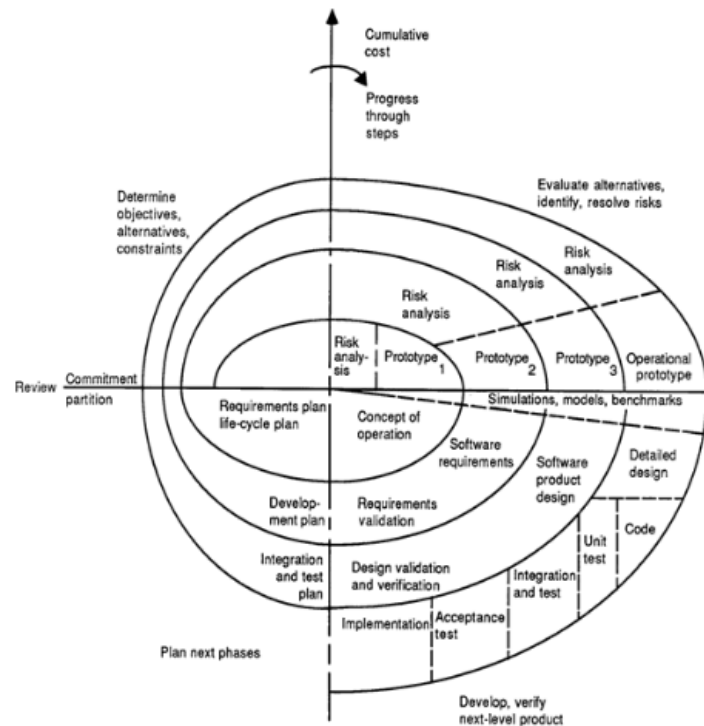 Cumulative
cost
Progress
through
steps
Determine
objectives,
alternatives,
constraints
Evaluate alternatives,
identify, resolve risks
Risk
analysis
Risk
analysis
Risk
analysis
Risk
analy-
sis
Prototype
1
Prototype
2
Prototype
3
Operational
prototype
Review
Commitment
partition
Simulations, models, benchmarks
Requirements plan
life-cycle plan
Concept of
operation
Software
requirements
Software
product
design
Detailed
design
Develop-
ment plan
Requirements
validation
Code
Unit
test
Integration
and test
plan
Design validation
and verification
Integration
and test
Acceptance
test
Implementation
Plan next phases
Develop, verify
next-level product